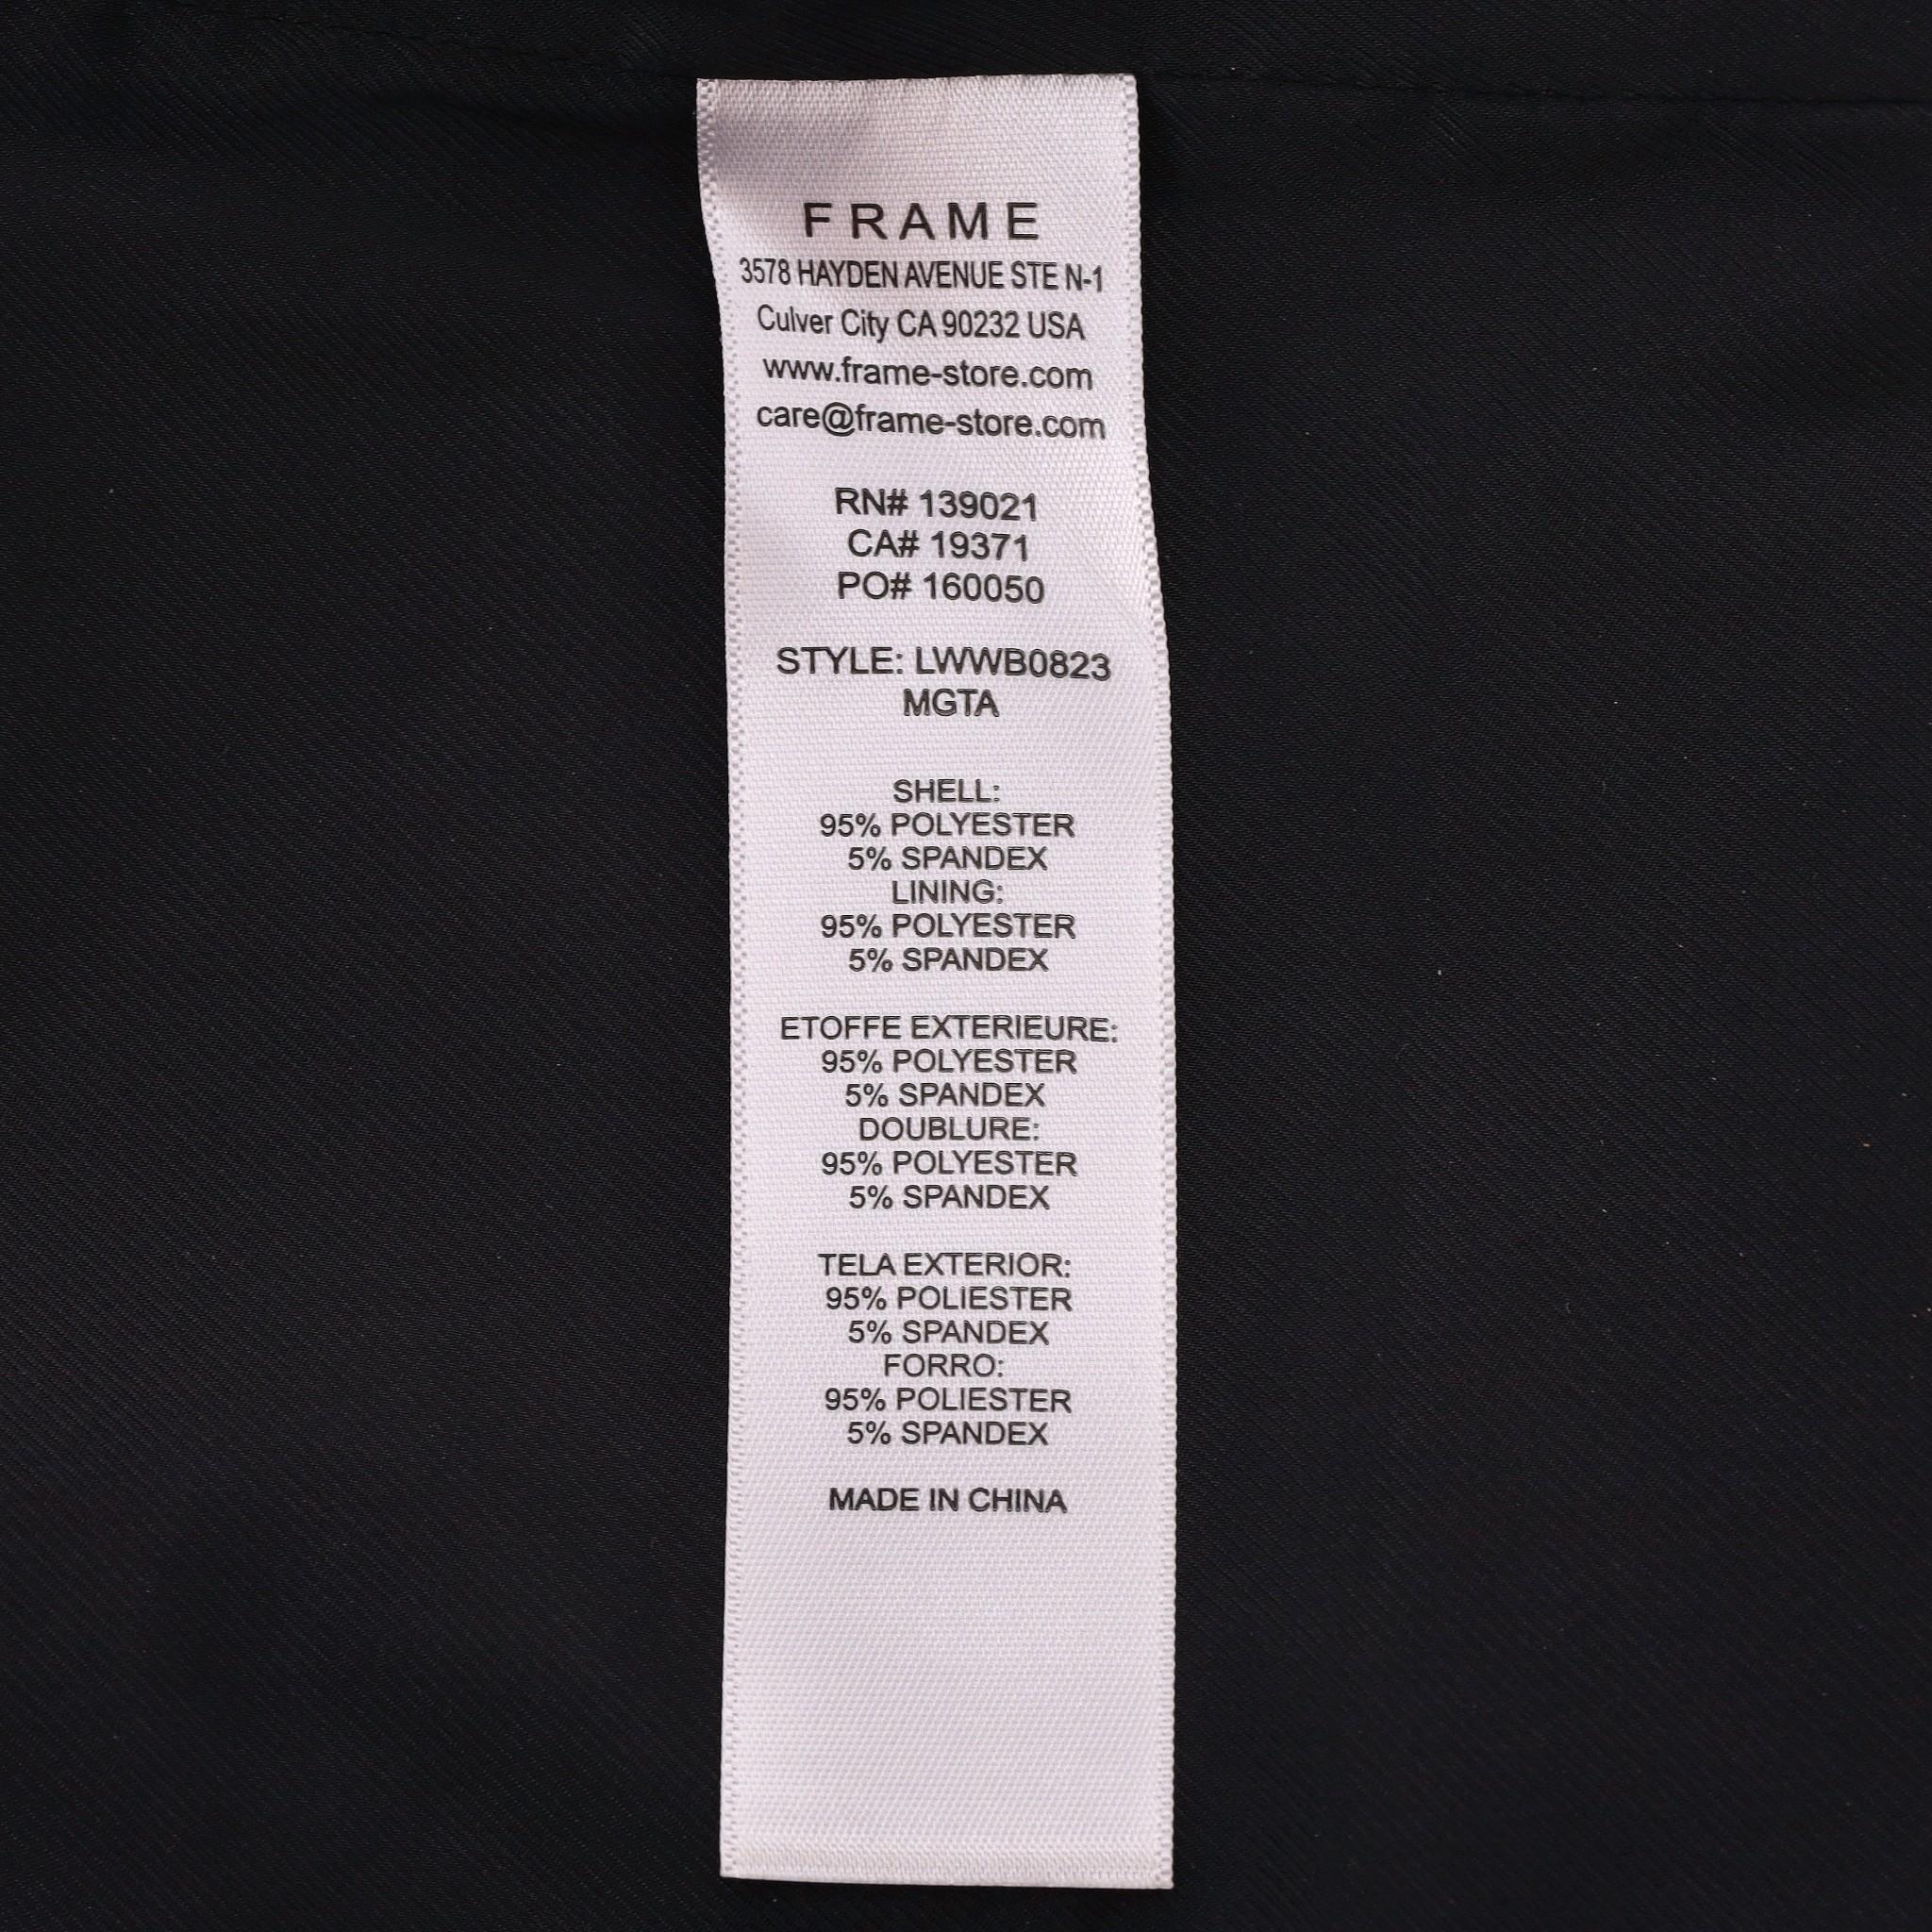 FRAME
3578 HAYDEN AVENUE STE N-1
Culver City CA 90232 USA
www.frame-store.com
care@frame-store.com
RN# 139021
CA# 19371
PO# 160050
STYLE: LWWB0823
MGTA
SHELL:
95% POLYESTER
5% SPANDEX
LINING:
95% POLYESTER
5% SPANDEX
ETOFFE EXTERIEURE:
95% POLYESTER
5% SPANDEX
DOUBLURE:
95% POLYESTER
5% SPANDEX
TELA EXTERIOR:
95% POLIESTER
5% SPANDEX
FORRO:
95% POLIESTER
5% SPANDEX
MADE IN CHINA